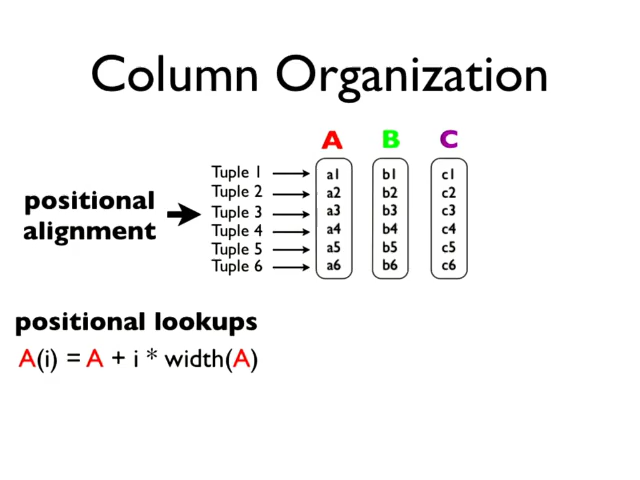 Column Organization
A B C
Tuple 1 a1 b1 c1
Tuple 2 a2 b2 c2
positional Tuple 3 a3 b3 c3
alignment Tuple 4 a4 b4 c4
Tuple 5 a5 b5 c5
Tuple 6 a6 b6 c6
positional lookups
A(i) = A + i * width(A)